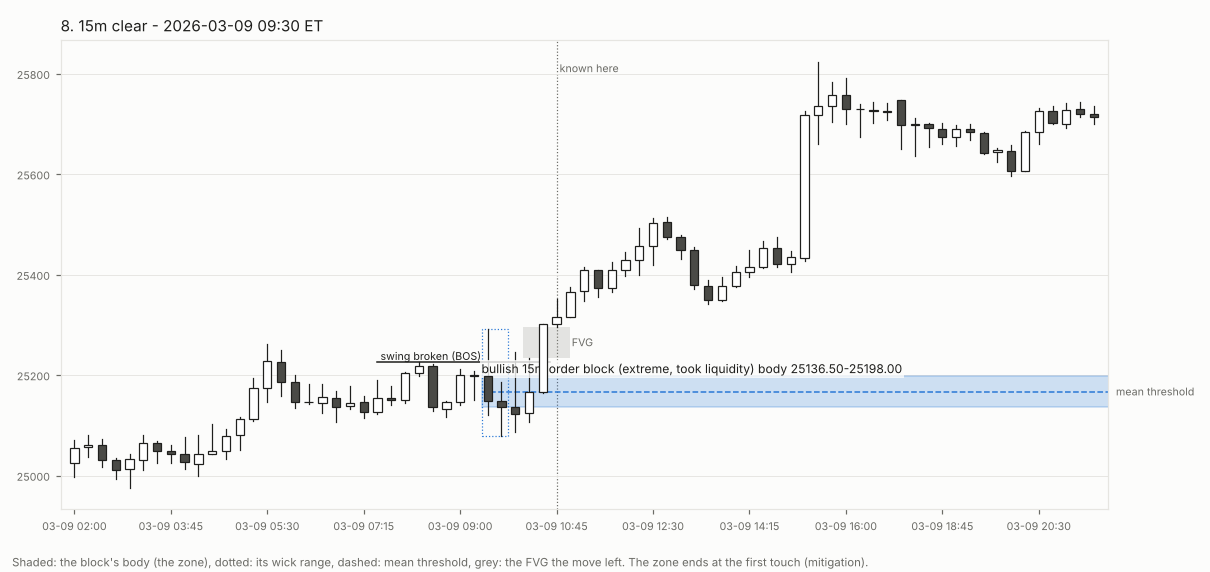 8. 15m clear - 2026-03-09 09:30 ET
known here
25800
25600
25400
25200
25000
FVG
swing broken (BOS)
bullish 15m order block (extreme, took liquidity) body 25136.50-25198.00
mean threshold
03-09 02:00
03-09 03:45
03-09 05:30
03-09 07:15
03-09 09:00
03-09 10:45
03-09 12:30
03-09 14:15
03-09 16:00
03-09 18:45
03-09 20:30
Shaded: the block's body (the zone), dotted: its wick range, dashed: mean threshold, grey: the FVG the move left. The zone ends at the first touch (mitigation).